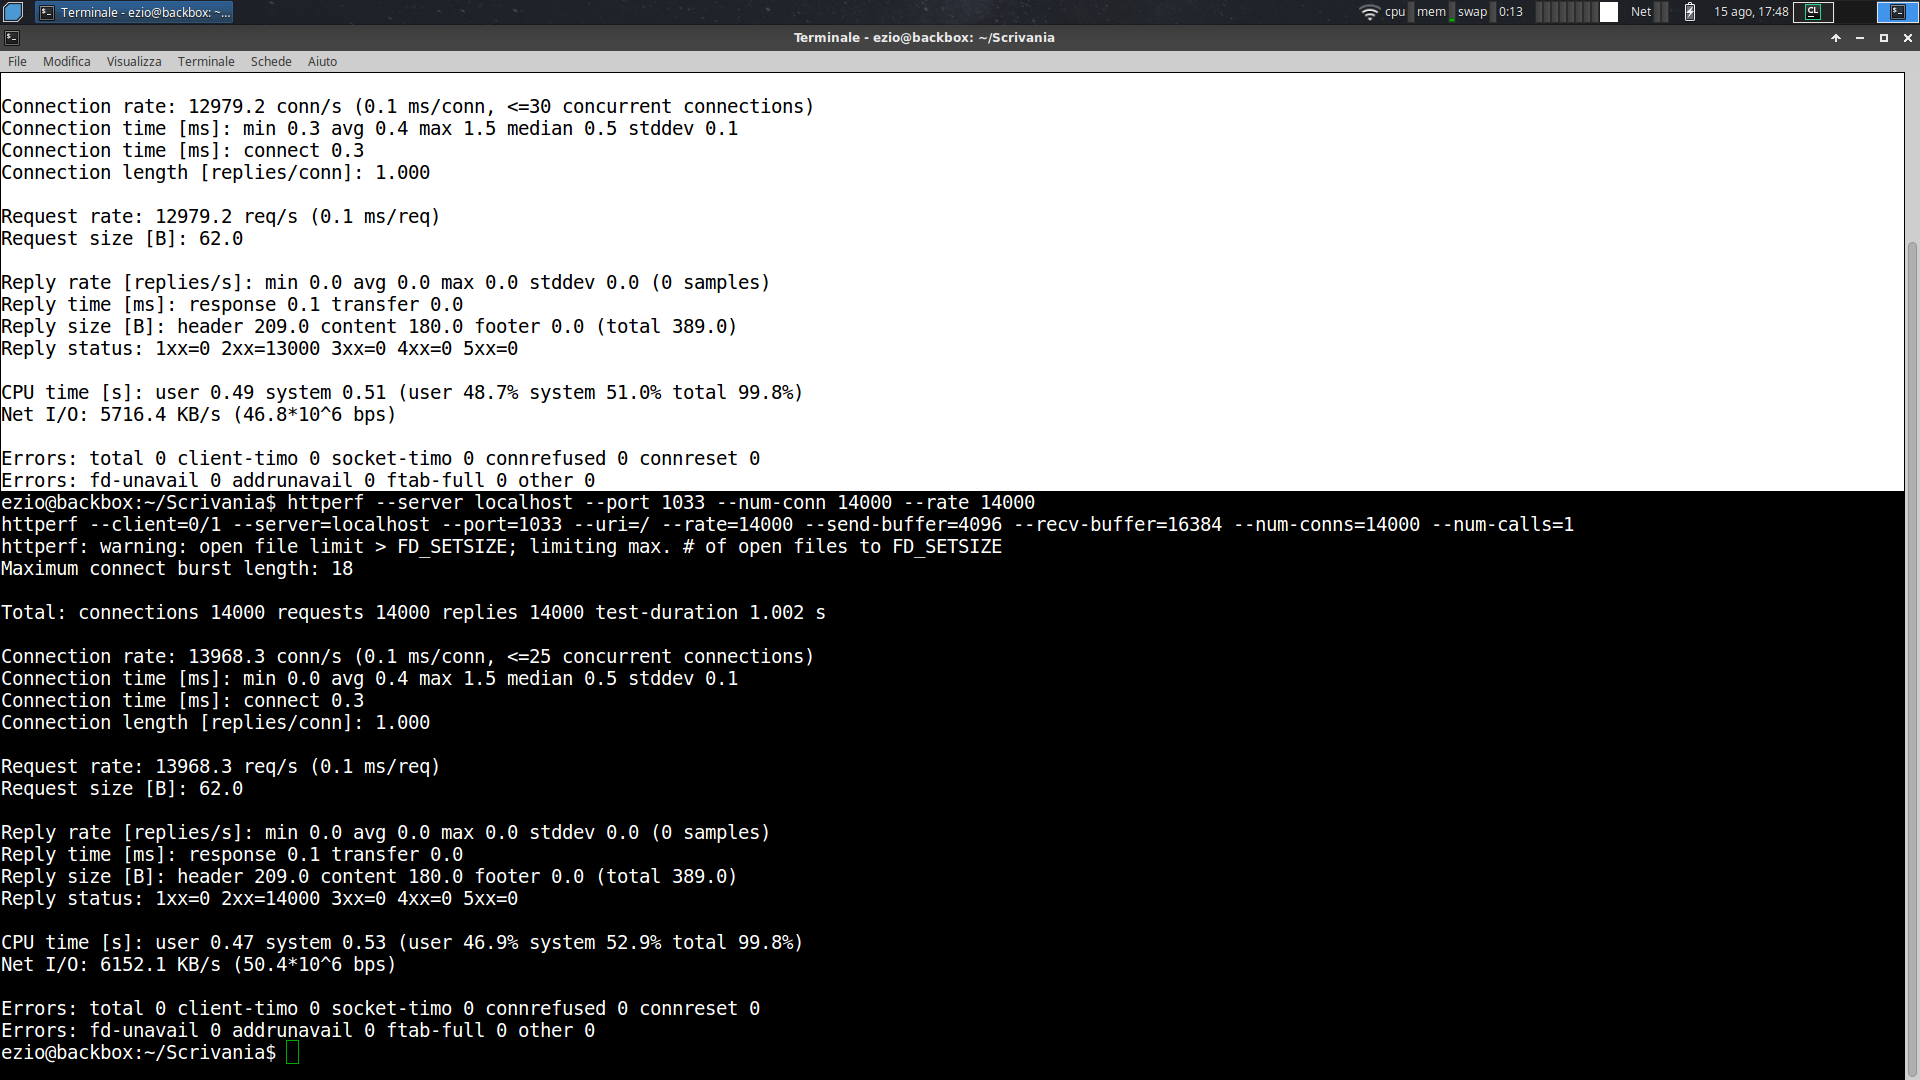 Terminale - ezio@backbox: ~...
cpu mem swap 0:13 Net 15 ago, 17:48 CL
Terminale - ezio@backbox: ~/Scrivania
File Modifica Visualizza Terminale Schede Aiuto
Connection rate: 12979.2 conn/s (0.1 ms/conn, <=30 concurrent connections)
Connection time [ms]: min 0.3 avg 0.4 max 1.5 median 0.5 stddev 0.1
Connection time [ms]: connect 0.3
Connection length [replies/conn]: 1.000
Request rate: 12979.2 req/s (0.1 ms/req)
Request size [B]: 62.0
Reply rate [replies/s]: min 0.0 avg 0.0 max 0.0 stddev 0.0 (0 samples)
Reply time [ms]: response 0.1 transfer 0.0
Reply size [B]: header 209.0 content 180.0 footer 0.0 (total 389.0)
Reply status: 1xx=0 2xx=13000 3xx=0 4xx=0 5xx=0
CPU time [s]: user 0.49 system 0.51 (user 48.7% system 51.0% total 99.8%)
Net I/O: 5716.4 KB/s (46.8*10^6 bps)
Errors: total 0 client-timo 0 socket-timo 0 connrefused 0 connreset 0
Errors: fd-unavail 0 addrunavail 0 ftab-full 0 other 0
ezio@backbox:~/Scrivania$ httperf --server localhost --port 1033 --num-conn 14000 --rate 14000
httperf --client=0/1 --server=localhost --port=1033 --uri=/ --rate=14000 --send-buffer=4096 --recv-buffer=16384 --num-conns=14000 --num-calls=1
httperf: warning: open file limit > FD_SETSIZE; limiting max. # of open files to FD_SETSIZE
Maximum connect burst length: 18
Total: connections 14000 requests 14000 replies 14000 test-duration 1.002 s
Connection rate: 13968.3 conn/s (0.1 ms/conn, <=25 concurrent connections)
Connection time [ms]: min 0.0 avg 0.4 max 1.5 median 0.5 stddev 0.1
Connection time [ms]: connect 0.3
Connection length [replies/conn]: 1.000
Request rate: 13968.3 req/s (0.1 ms/req)
Request size [B]: 62.0
Reply rate [replies/s]: min 0.0 avg 0.0 max 0.0 stddev 0.0 (0 samples)
Reply time [ms]: response 0.1 transfer 0.0
Reply size [B]: header 209.0 content 180.0 footer 0.0 (total 389.0)
Reply status: 1xx=0 2xx=14000 3xx=0 4xx=0 5xx=0
CPU time [s]: user 0.47 system 0.53 (user 46.9% system 52.9% total 99.8%)
Net I/O: 6152.1 KB/s (50.4*10^6 bps)
Errors: total 0 client-timo 0 socket-timo 0 connrefused 0 connreset 0
Errors: fd-unavail 0 addrunavail 0 ftab-full 0 other 0
ezio@backbox:~/Scrivania$